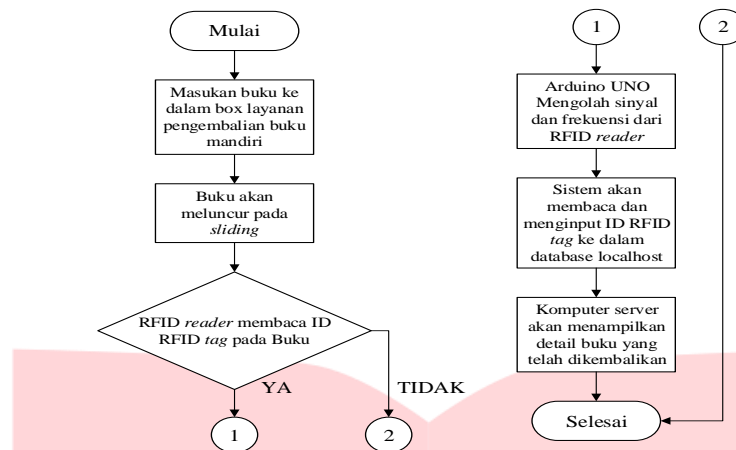 Mulai
Masukan buku ke
dalam box layanan
pengembalian buku
mandiri
Buku akan
meluncur pada
sliding
RFID reader membaca ID
RFID tag pada Buku
YA
TIDAK
1
2
1
2
Arduino UNO
Mengolah sinyal
dan frekuensi dari
RFID reader
Sistem akan
membaca dan
menginput ID RFID
tag ke dalam
database localhost
Komputer server
akan menampilkan
detail buku yang
telah dikembalikan
Selesai